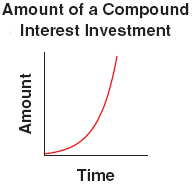 Amount of a Compound
Interest Investment
Amount
Time